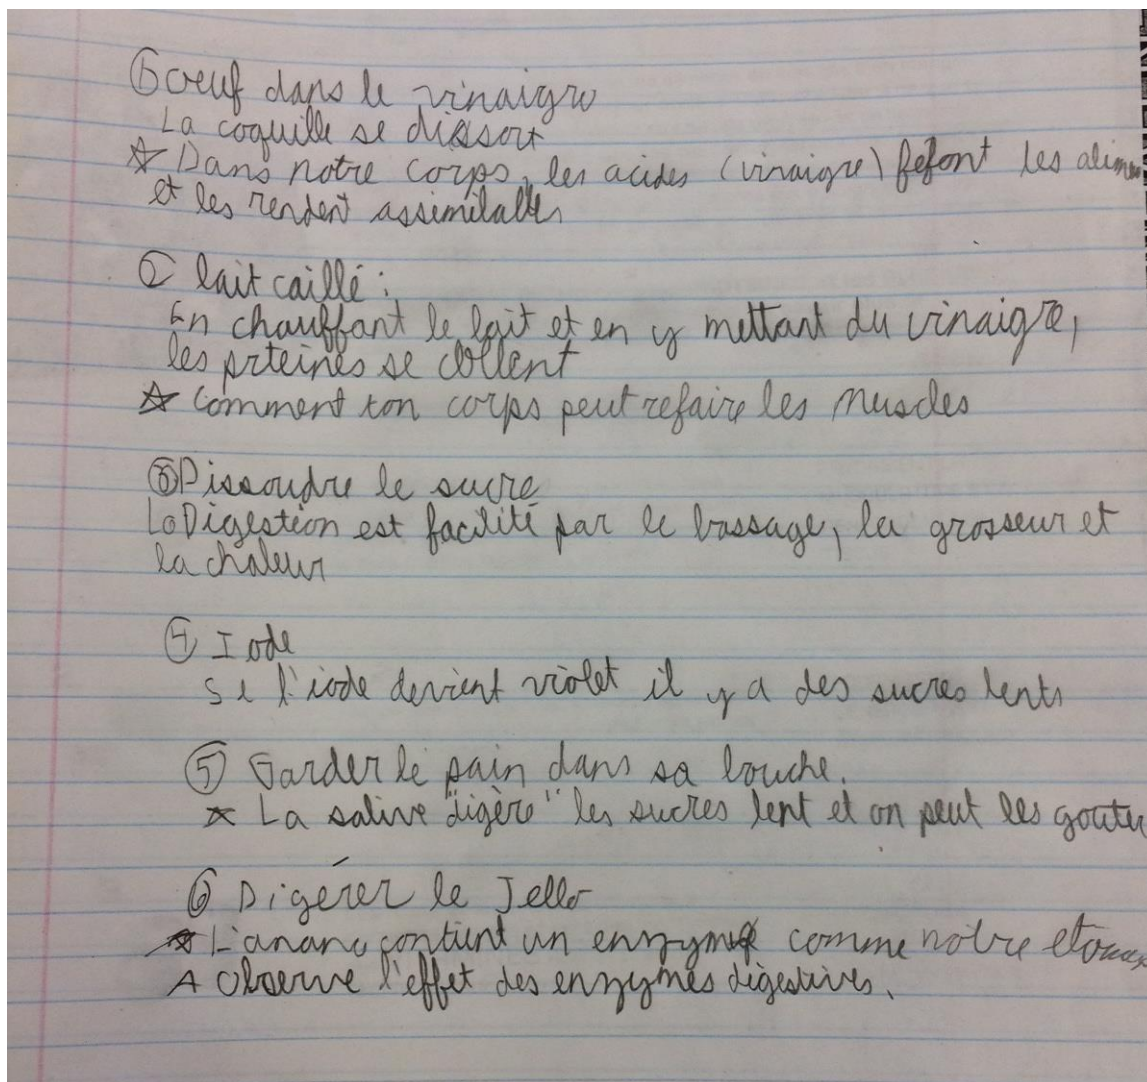 ① oeuf dans le vinaigre
La coquille se dissout
☆ Dans notre corps, les acides (vinaigre) font les alim
et les rendent assimilables
② lait caillé :
En chauffant le lait et en y mettant du vinaigre,
les prteines se collent
☆ Comment ton corps peut refaire les muscles
③ Dissoudre le sucre
La Digestion est facilité par le brassage, la grosseur et
la chaleur
④ Iode
Si l'iode devient violet il y a des sucres lents
⑤ Garder le pain dans sa bouche.
☆ La salive "digère" les sucres lent et on peut les gouter
⑥ Digérer le Jello
☆ L'anana contient un enzyme comme notre estomac
A Observe l'effet des enzymes digestives.